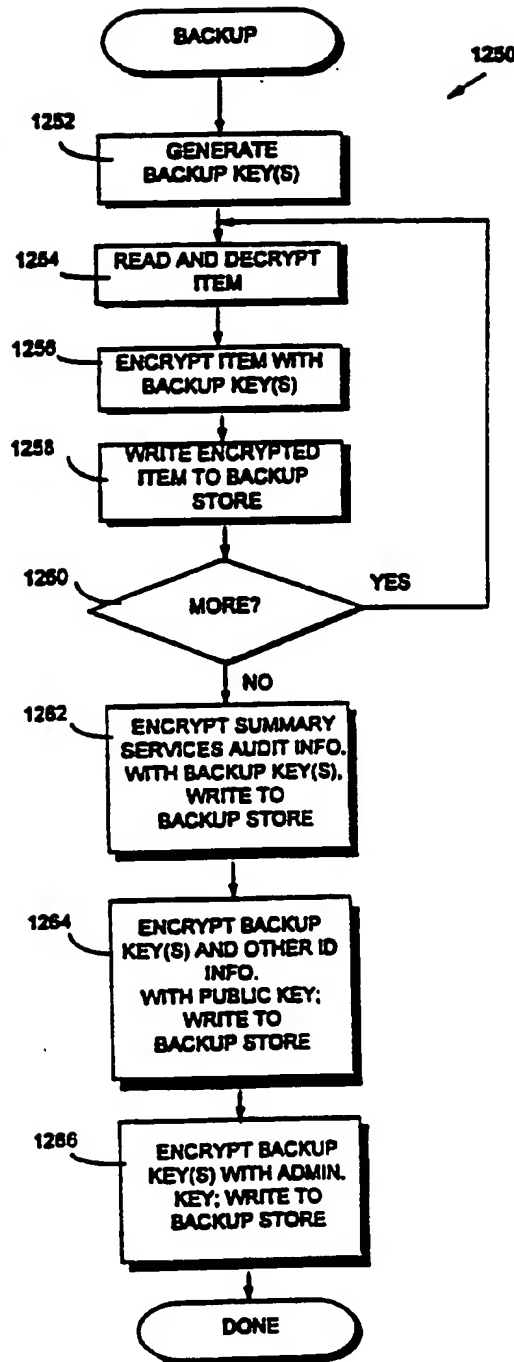 BACKUP
1250
1252
GENERATE
BACKUP KEY(S)
1254
READ AND DECRYPT
ITEM
1256
ENCRYPT ITEM WITH
BACKUP KEY(S)
1258
WRITE ENCRYPTED
ITEM TO BACKUP
STORE
1260
MORE?
YES
NO
1262
ENCRYPT SUMMARY
SERVICES AUDIT INFO.
WITH BACKUP KEY(S),
WRITE TO
BACKUP STORE
1264
ENCRYPT BACKUP
KEY(S) AND OTHER ID
INFO.
WITH PUBLIC KEY;
WRITE TO
BACKUP STORE
1266
ENCRYPT BACKUP
KEY(S) WITH ADMIN.
KEY; WRITE TO
BACKUP STORE
DONE